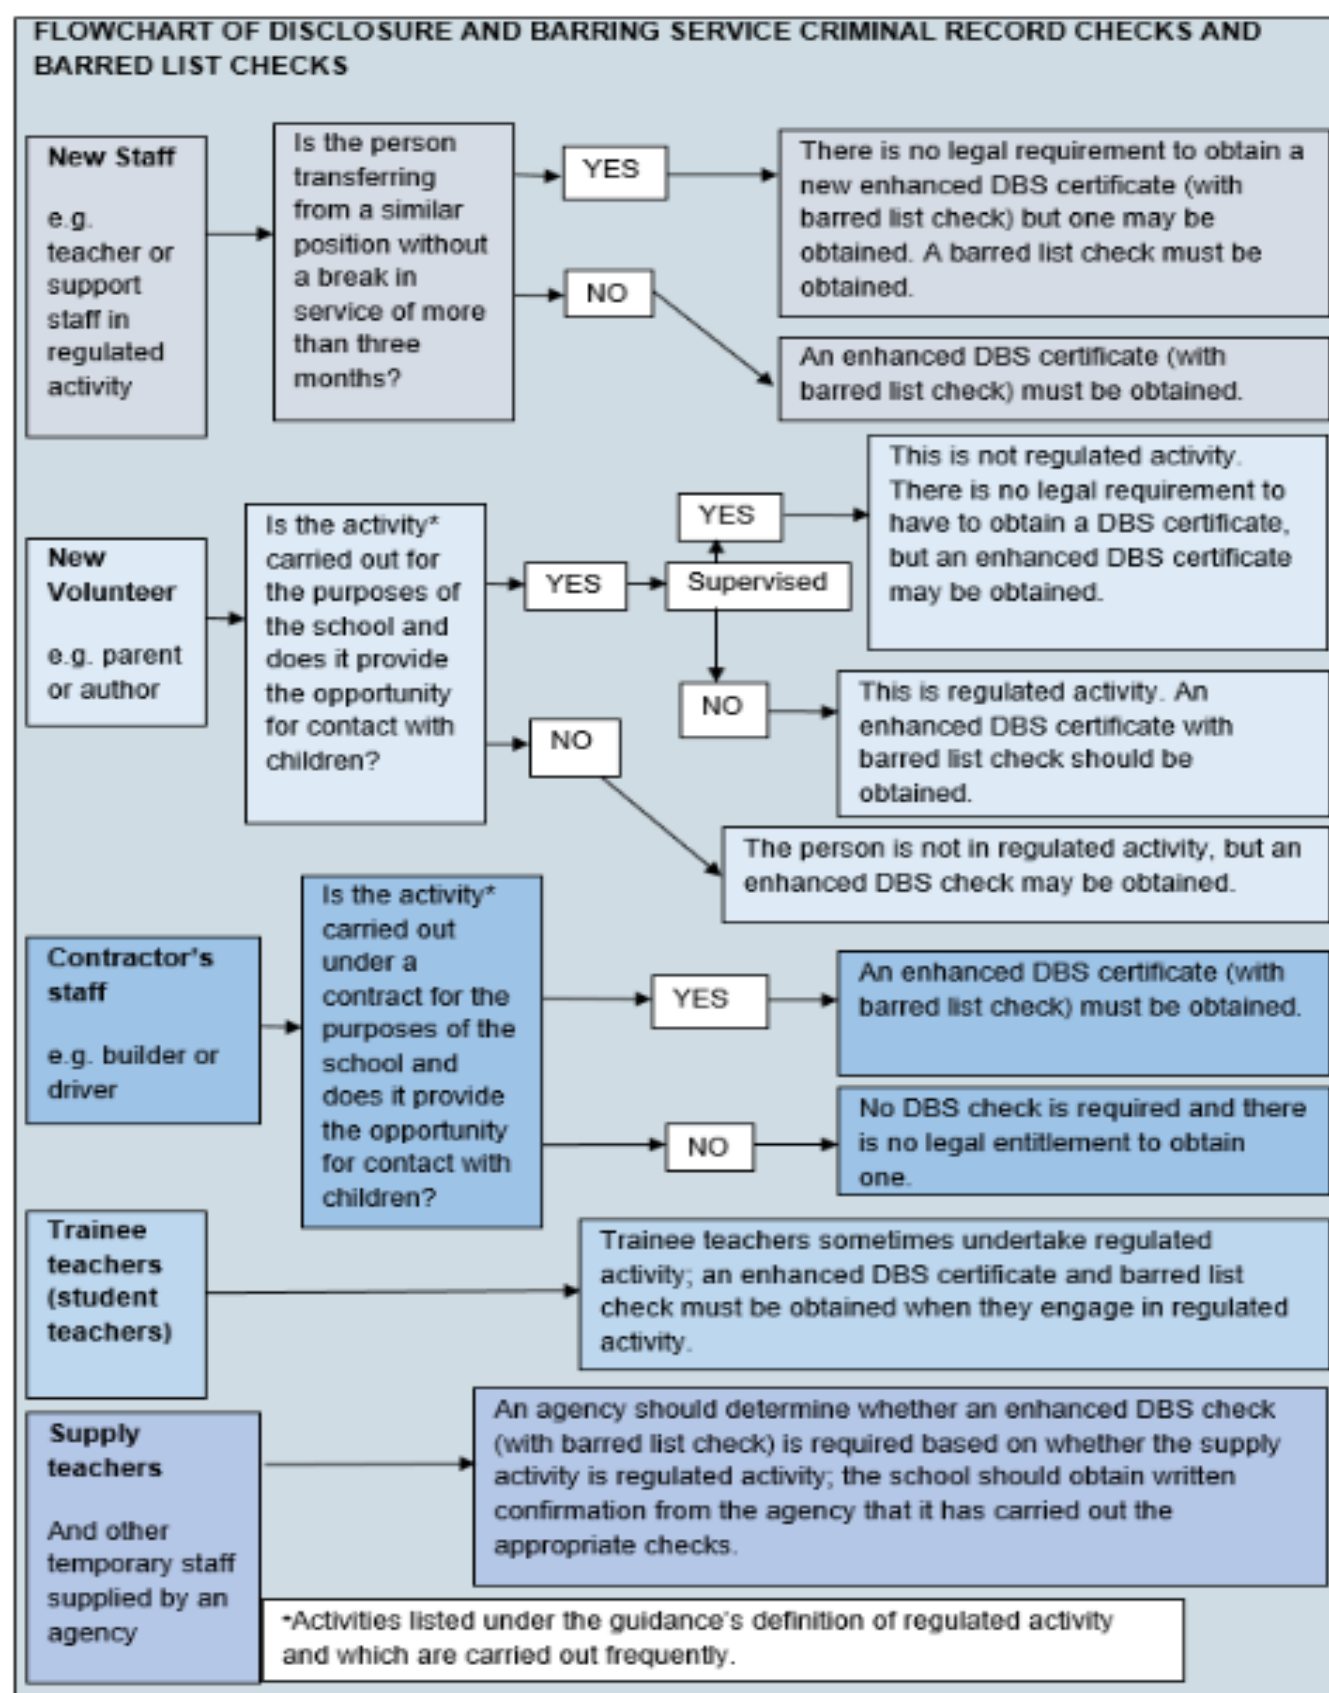 FLOWCHART OF DISCLOSURE AND BARRING SERVICE CRIMINAL RECORD CHECKS AND
BARRED LIST CHECKS
New Staff
e.g.
teacher or
support
staff in
regulated
activity
Is the person
transferring
from a similar
position without
a break in
service of more
than three
months?
YES
There is no legal requirement to obtain a
new enhanced DBS certificate (with
barred list check) but one may be
obtained. A barred list check must be
obtained.
NO
An enhanced DBS certificate (with
barred list check) must be obtained.
New
Volunteer
e.g. parent
or author
Is the activity*
carried out for
the purposes of
the school and
does it provide
the opportunity
for contact with
children?
YES
Supervised
YES
This is not regulated activity.
There is no legal requirement to
have to obtain a DBS certificate,
but an enhanced DBS certificate
may be obtained.
NO
This is regulated activity. An
enhanced DBS certificate with
barred list check should be
obtained.
NO
The person is not in regulated activity, but an
enhanced DBS check may be obtained.
Contractor's
staff
e.g. builder or
driver
Is the activity*
carried out
under a
contract for the
purposes of the
school and
does it provide
the opportunity
for contact with
children?
YES
An enhanced DBS certificate (with
barred list check) must be obtained.
NO
No DBS check is required and there
is no legal entitlement to obtain
one.
Trainee
teachers
(student
teachers)
Trainee teachers sometimes undertake regulated
activity; an enhanced DBS certificate and barred list
check must be obtained when they engage in regulated
activity.
Supply
teachers
And other
temporary staff
supplied by an
agency
An agency should determine whether an enhanced DBS check
(with barred list check) is required based on whether the supply
activity is regulated activity; the school should obtain written
confirmation from the agency that it has carried out the
appropriate checks.
*Activities listed under the guidance's definition of regulated activity
and which are carried out frequently.